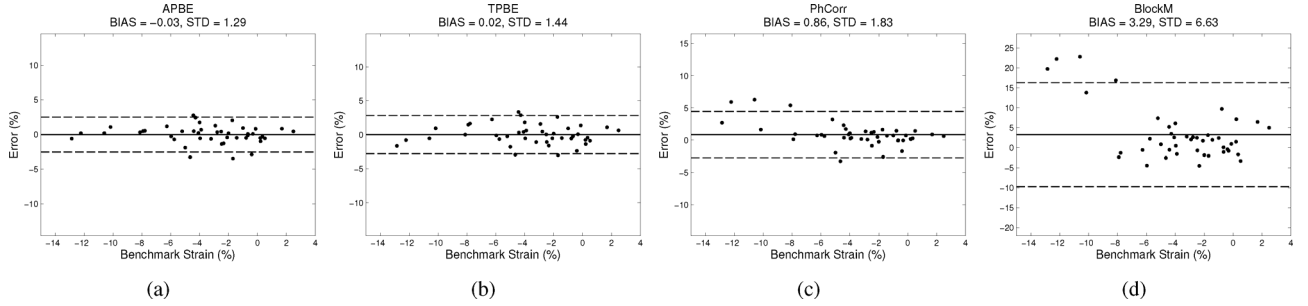 APBE
BIAS = −0.03, STD = 1.29
Error (%)
10
5
0
−5
−10
−14 −12 −10 −8 −6 −4 −2 0 2 4
Benchmark Strain (%)
(a)
TPBE
BIAS = 0.02, STD = 1.44
Error (%)
10
5
0
−5
−10
−14 −12 −10 −8 −6 −4 −2 0 2 4
Benchmark Strain (%)
(b)
PhCorr
BIAS = 0.86, STD = 1.83
Error (%)
15
10
5
0
−5
−10
−14 −12 −10 −8 −6 −4 −2 0 2 4
Benchmark Strain (%)
(c)
BlockM
BIAS = 3.29, STD = 6.63
Error (%)
25
20
15
10
5
0
−5
−10
−15
−20
−14 −12 −10 −8 −6 −4 −2 0 2 4
Benchmark Strain (%)
(d)